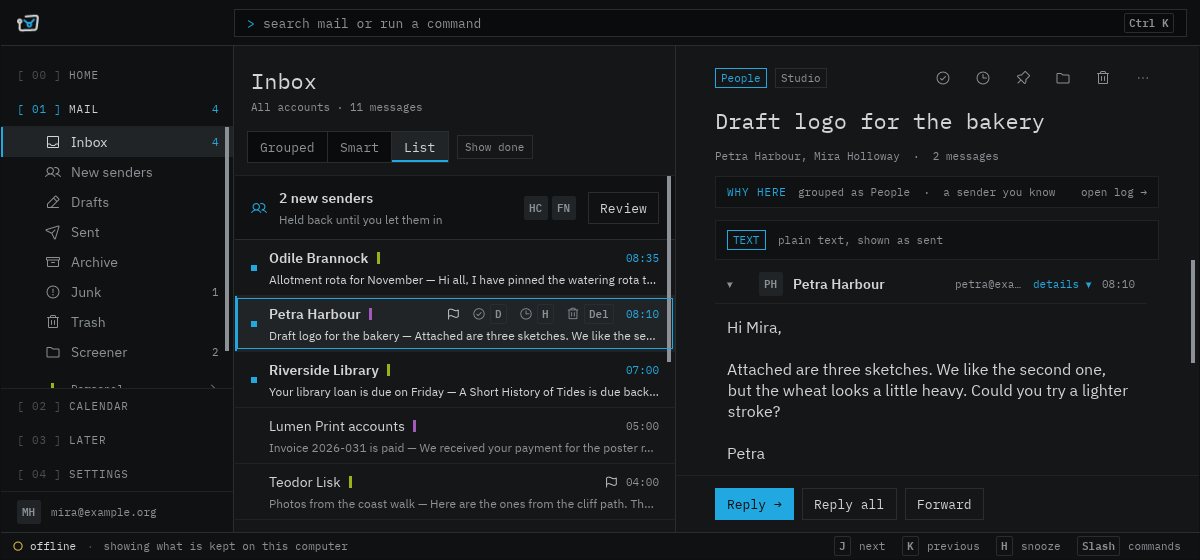 > search mail or run a command
Ctrl K
[ 00 ] HOME
[ 01 ] MAIL 4
Inbox 4
New senders
Drafts
Sent
Archive
Junk 1
Trash
Screener 2
[ 02 ] CALENDAR
[ 03 ] LATER
[ 04 ] SETTINGS
MH mira@example.org
Inbox
All accounts · 11 messages
Grouped Smart List Show done
2 new senders
Held back until you let them in
HC FN Review
Odile Brannock 08:35
Allotment rota for November — Hi all, I have pinned the watering rota t…
Petra Harbour D H Del 08:10
Draft logo for the bakery — Attached are three sketches. We like the se…
Riverside Library 07:00
Your library loan is due on Friday — A Short History of Tides is due back…
Lumen Print accounts 05:00
Invoice 2026-031 is paid — We received your payment for the poster r…
Teodor Lisk 04:00
Photos from the coast walk — Here are the ones from the cliff path. Th…
People Studio
Draft logo for the bakery
Petra Harbour, Mira Holloway · 2 messages
WHY HERE grouped as People · a sender you know open log →
TEXT plain text, shown as sent
▾ PH Petra Harbour petra@exa… details ▾ 08:10
Hi Mira,
Attached are three sketches. We like the second one,
but the wheat looks a little heavy. Could you try a lighter
stroke?
Petra
Reply → Reply all Forward
offline · showing what is kept on this computer
J next K previous H snooze Slash commands